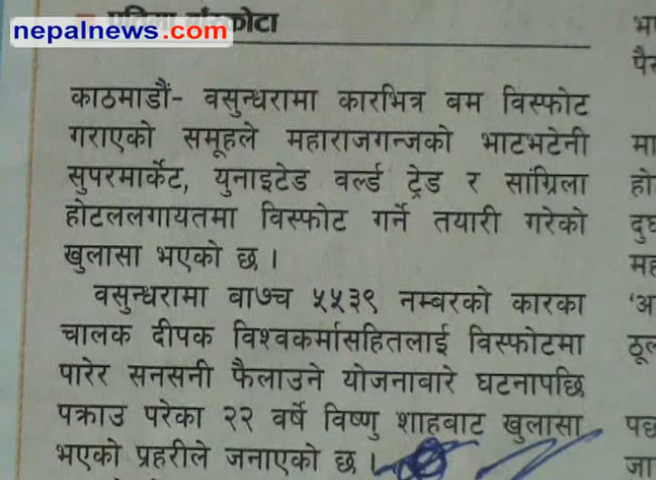 nepalnews.com
काठमाडौं- वसुन्धरामा कारभित्र बम विस्फोट
गराएको समूहले महाराजगन्जको भाटभटेनी
सुपरमार्केट, युनाइटेड वर्ल्ड ट्रेड र सांग्रिला
होटललगायतमा विस्फोट गर्ने तयारी गरेको
खुलासा भएको छ ।
वसुन्धरामा बा७च ५५३९ नम्बरको कारका
चालक दीपक विश्वकर्मासहितलाई विस्फोटमा
पारेर सनसनी फैलाउने योजनाबारे घटनापछि
पक्राउ परेका २२ वर्षे विष्णु शाहबाट खुलासा
भएको प्रहरीले जनाएको छ ।